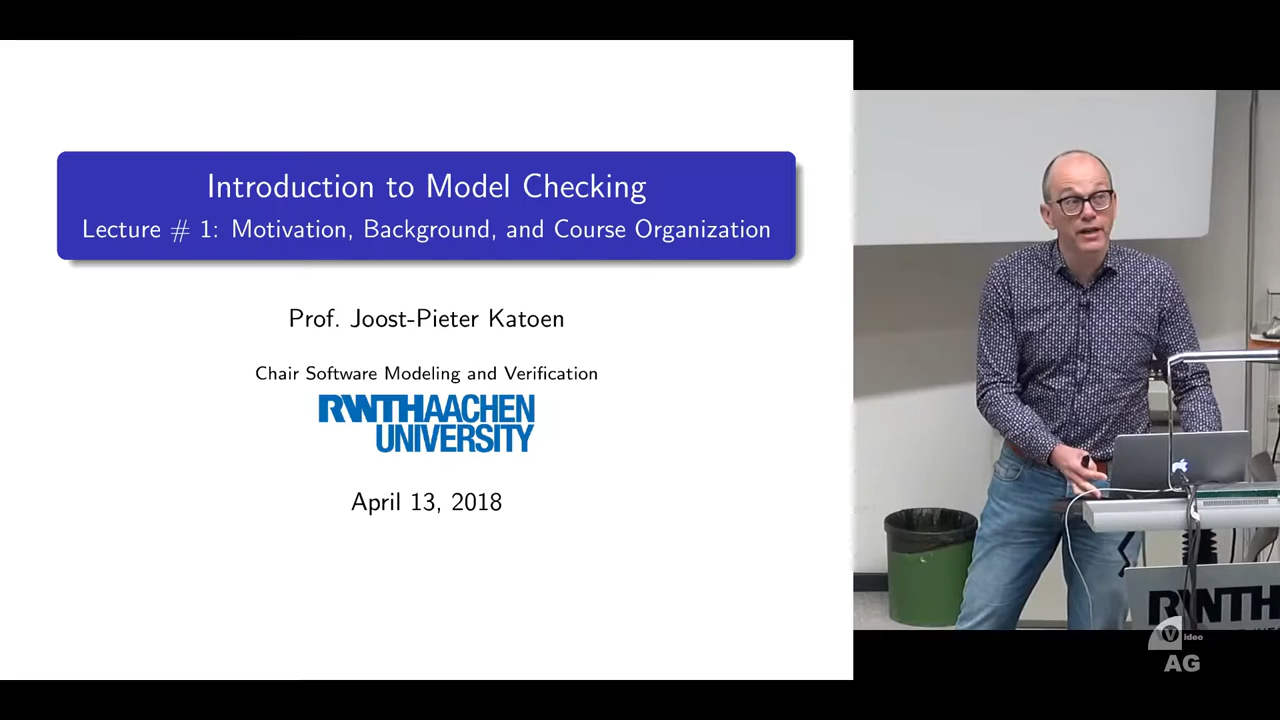 Introduction to Model Checking
Lecture # 1: Motivation, Background, and Course Organization
Prof. Joost-Pieter Katoen
Chair Software Modeling and Verification
RWTHAACHEN
UNIVERSITY
April 13, 2018
RWTH
Video
AG